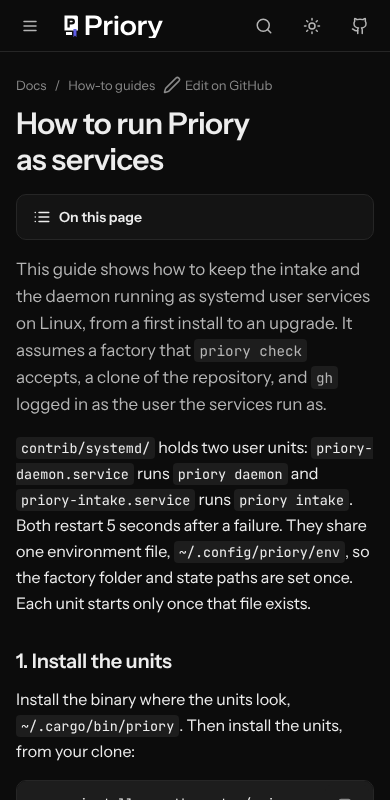 Priory
Docs / How-to guides Edit on GitHub
How to run Priory
as services
On this page
This guide shows how to keep the intake and
the daemon running as systemd user services
on Linux, from a first install to an upgrade. It
assumes a factory that priory check
accepts, a clone of the repository, and gh
logged in as the user the services run as.
contrib/systemd/ holds two user units: priory-
daemon.service runs priory daemon and
priory-intake.service runs priory intake.
Both restart 5 seconds after a failure. They share
one environment file, ~/.config/priory/env, so
the factory folder and state paths are set once.
Each unit starts only once that file exists.
1. Install the units
Install the binary where the units look,
~/.cargo/bin/priory. Then install the units,
from your clone: